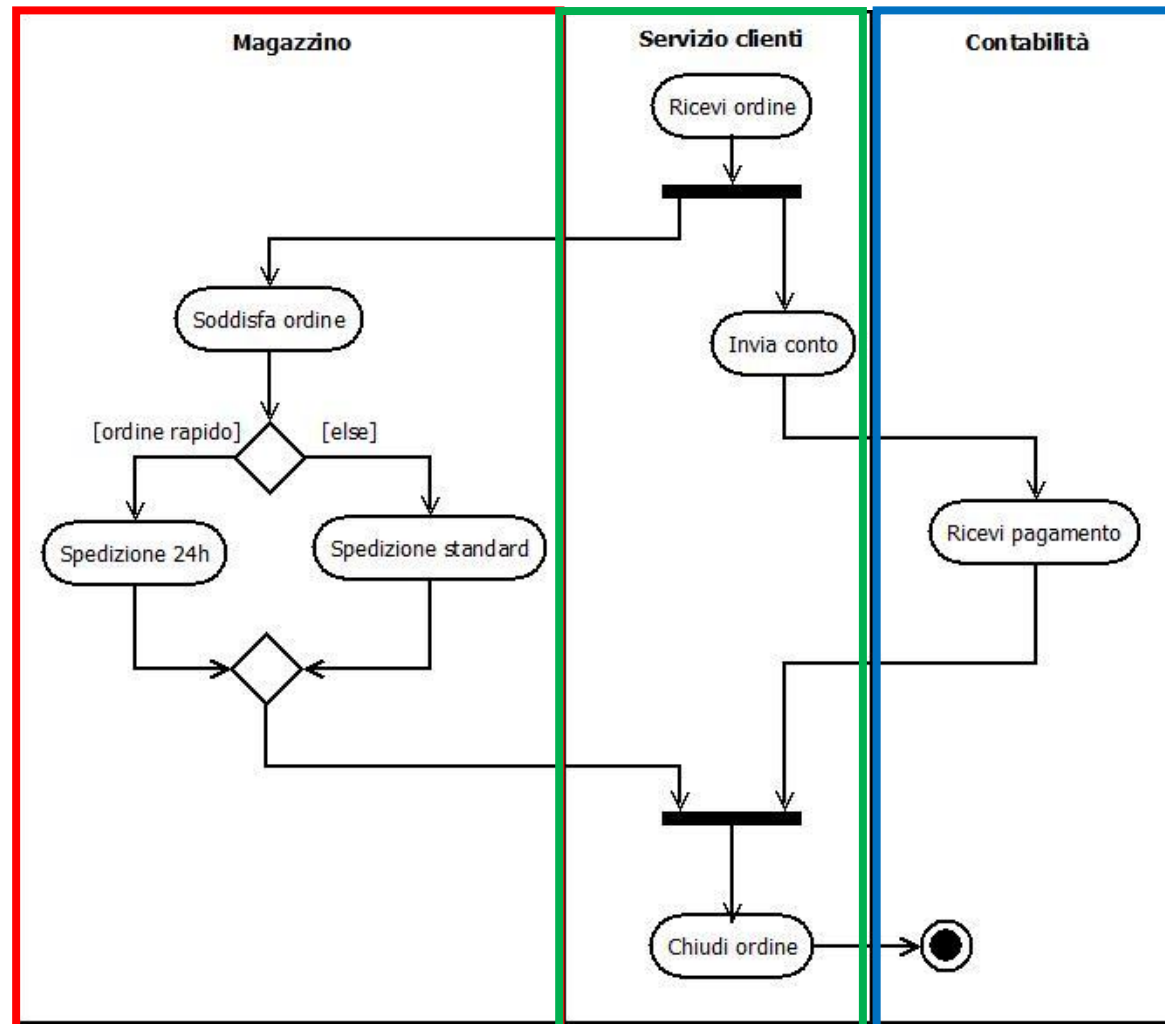 Magazzino
Servizio clienti
Contabilità
Ricevi ordine
Soddisfa ordine
Invia conto
[ordine rapido]
[else]
Spedizione 24h
Spedizione standard
Ricevi pagamento
Chiudi ordine